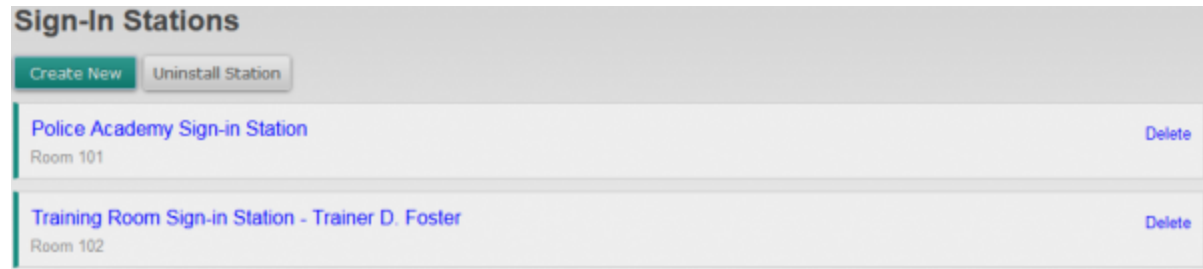 Sign-In Stations
Create New Uninstall Station
Police Academy Sign-in Station Delete
Room 101
Training Room Sign-in Station - Trainer D. Foster Delete
Room 102